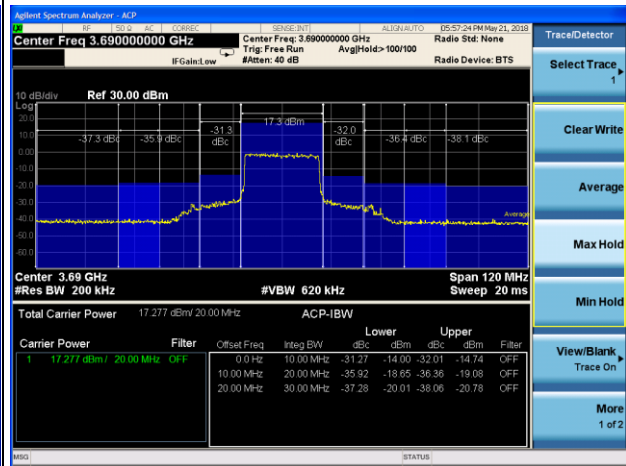 Agilent Spectrum Analyzer - ACP
RF 50 Ω AC CORREC SENSE:INT ALIGN AUTO 05:57:24 PM May 21, 2018
Center Freq 3.690000000 GHz
Center Freq: 3.690000000 GHz
Radio Std: None
Trig: Free Run Avg|Hold:>100/100
IFGain:Low #Atten: 40 dB Radio Device: BTS
Trace/Detector
Select Trace
1
Clear Write
Average
Max Hold
Min Hold
View/Blank
Trace On
More
1 of 2
10 dB/div Ref 30.00 dBm
Log
20.0
10.0
0.00
-10.0
-20.0
-30.0
-40.0
-50.0
-60.0
17.3 dBm
-37.3 dBc -35.9 dBc -31.3 dBc -32.0 dBc -36.4 dBc -38.1 dBc
Average
Center 3.69 GHz Span 120 MHz
#Res BW 200 kHz #VBW 620 kHz Sweep 20 ms
Total Carrier Power 17.277 dBm/ 20.00 MHz ACP-IBW
Lower Upper
Carrier Power Filter Offset Freq Integ BW dBc dBm dBc dBm Filter
1 17.277 dBm / 20.00 MHz OFF 0.0 Hz 10.00 MHz -31.27 -14.00 -32.01 -14.74 OFF
10.00 MHz 20.00 MHz -35.92 -18.65 -36.36 -19.08 OFF
20.00 MHz 30.00 MHz -37.28 -20.01 -38.06 -20.78 OFF
MSG STATUS